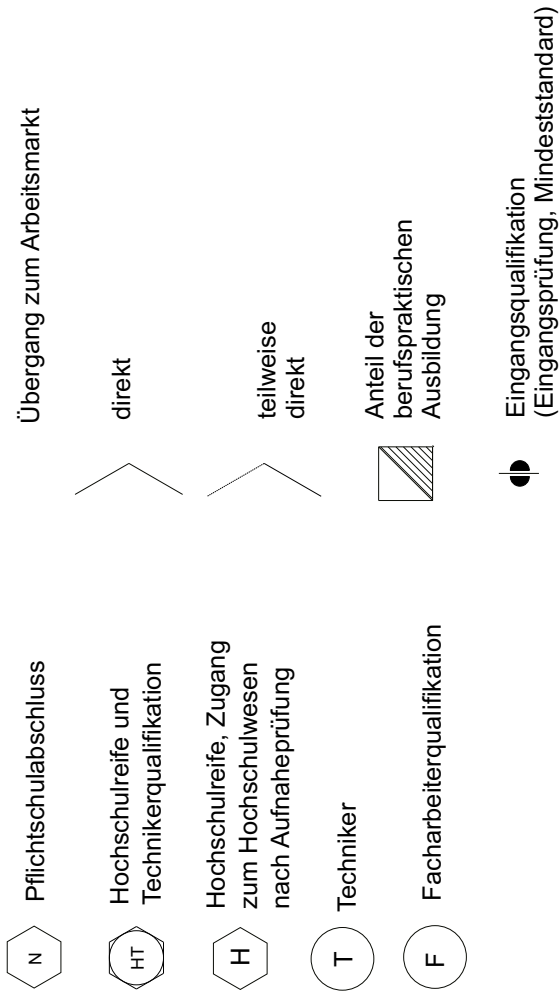 N
Pflichtschulabschluss
HT
Hochschulreife und
Technikerqualifikation
H
Hochschulreife, Zugang
zum Hochschulwesen
nach Aufnaheprüfung
T
Techniker
F
Facharbeiterqualifikation
Übergang zum Arbeitsmarkt
direkt
teilweise
direkt
Anteil der
berufspraktischen
Ausbildung
Eingangsqualifikation
(Eingangsprüfung, Mindeststandard)